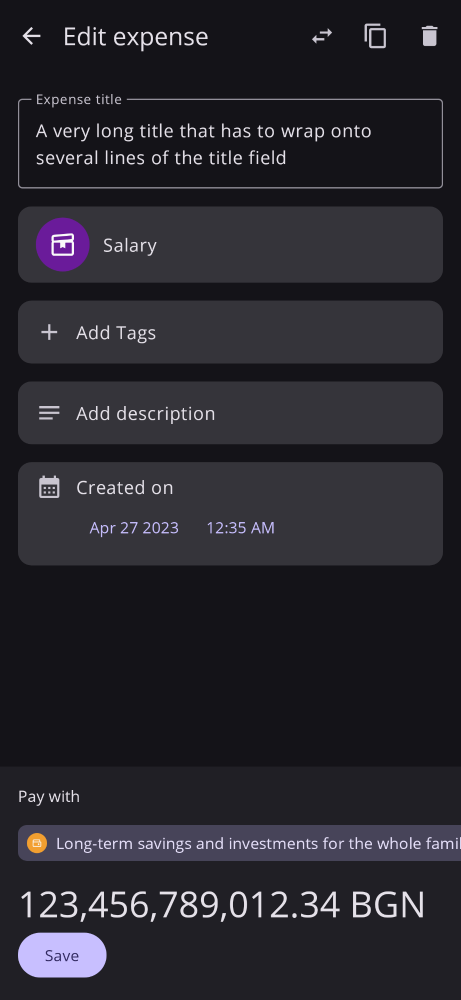 Edit expense
Expense title
A very long title that has to wrap onto
several lines of the title field
Salary
Add Tags
Add description
Created on
Apr 27 2023 12:35 AM
Pay with
Long-term savings and investments for the whole famil
123,456,789,012.34 BGN
Save